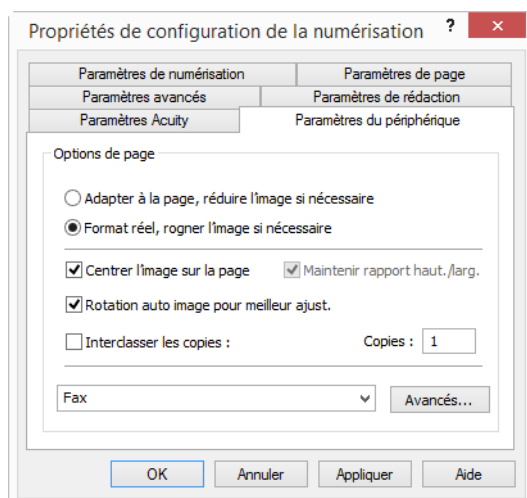 Propriétés de configuration de la numérisation ? ×
Paramètres de numérisation Paramètres de page
Paramètres avancés Paramètres de rédaction
Paramètres Acuity Paramètres du périphérique
Options de page
Adapter à la page, réduire l'image si nécessaire
Format réel, rogner l'image si nécessaire
Centrer l'image sur la page Maintenir rapport haut./larg.
Rotation auto image pour meilleur ajust.
Interclasser les copies : Copies : 1
Fax Avancés...
OK Annuler Appliquer Aide